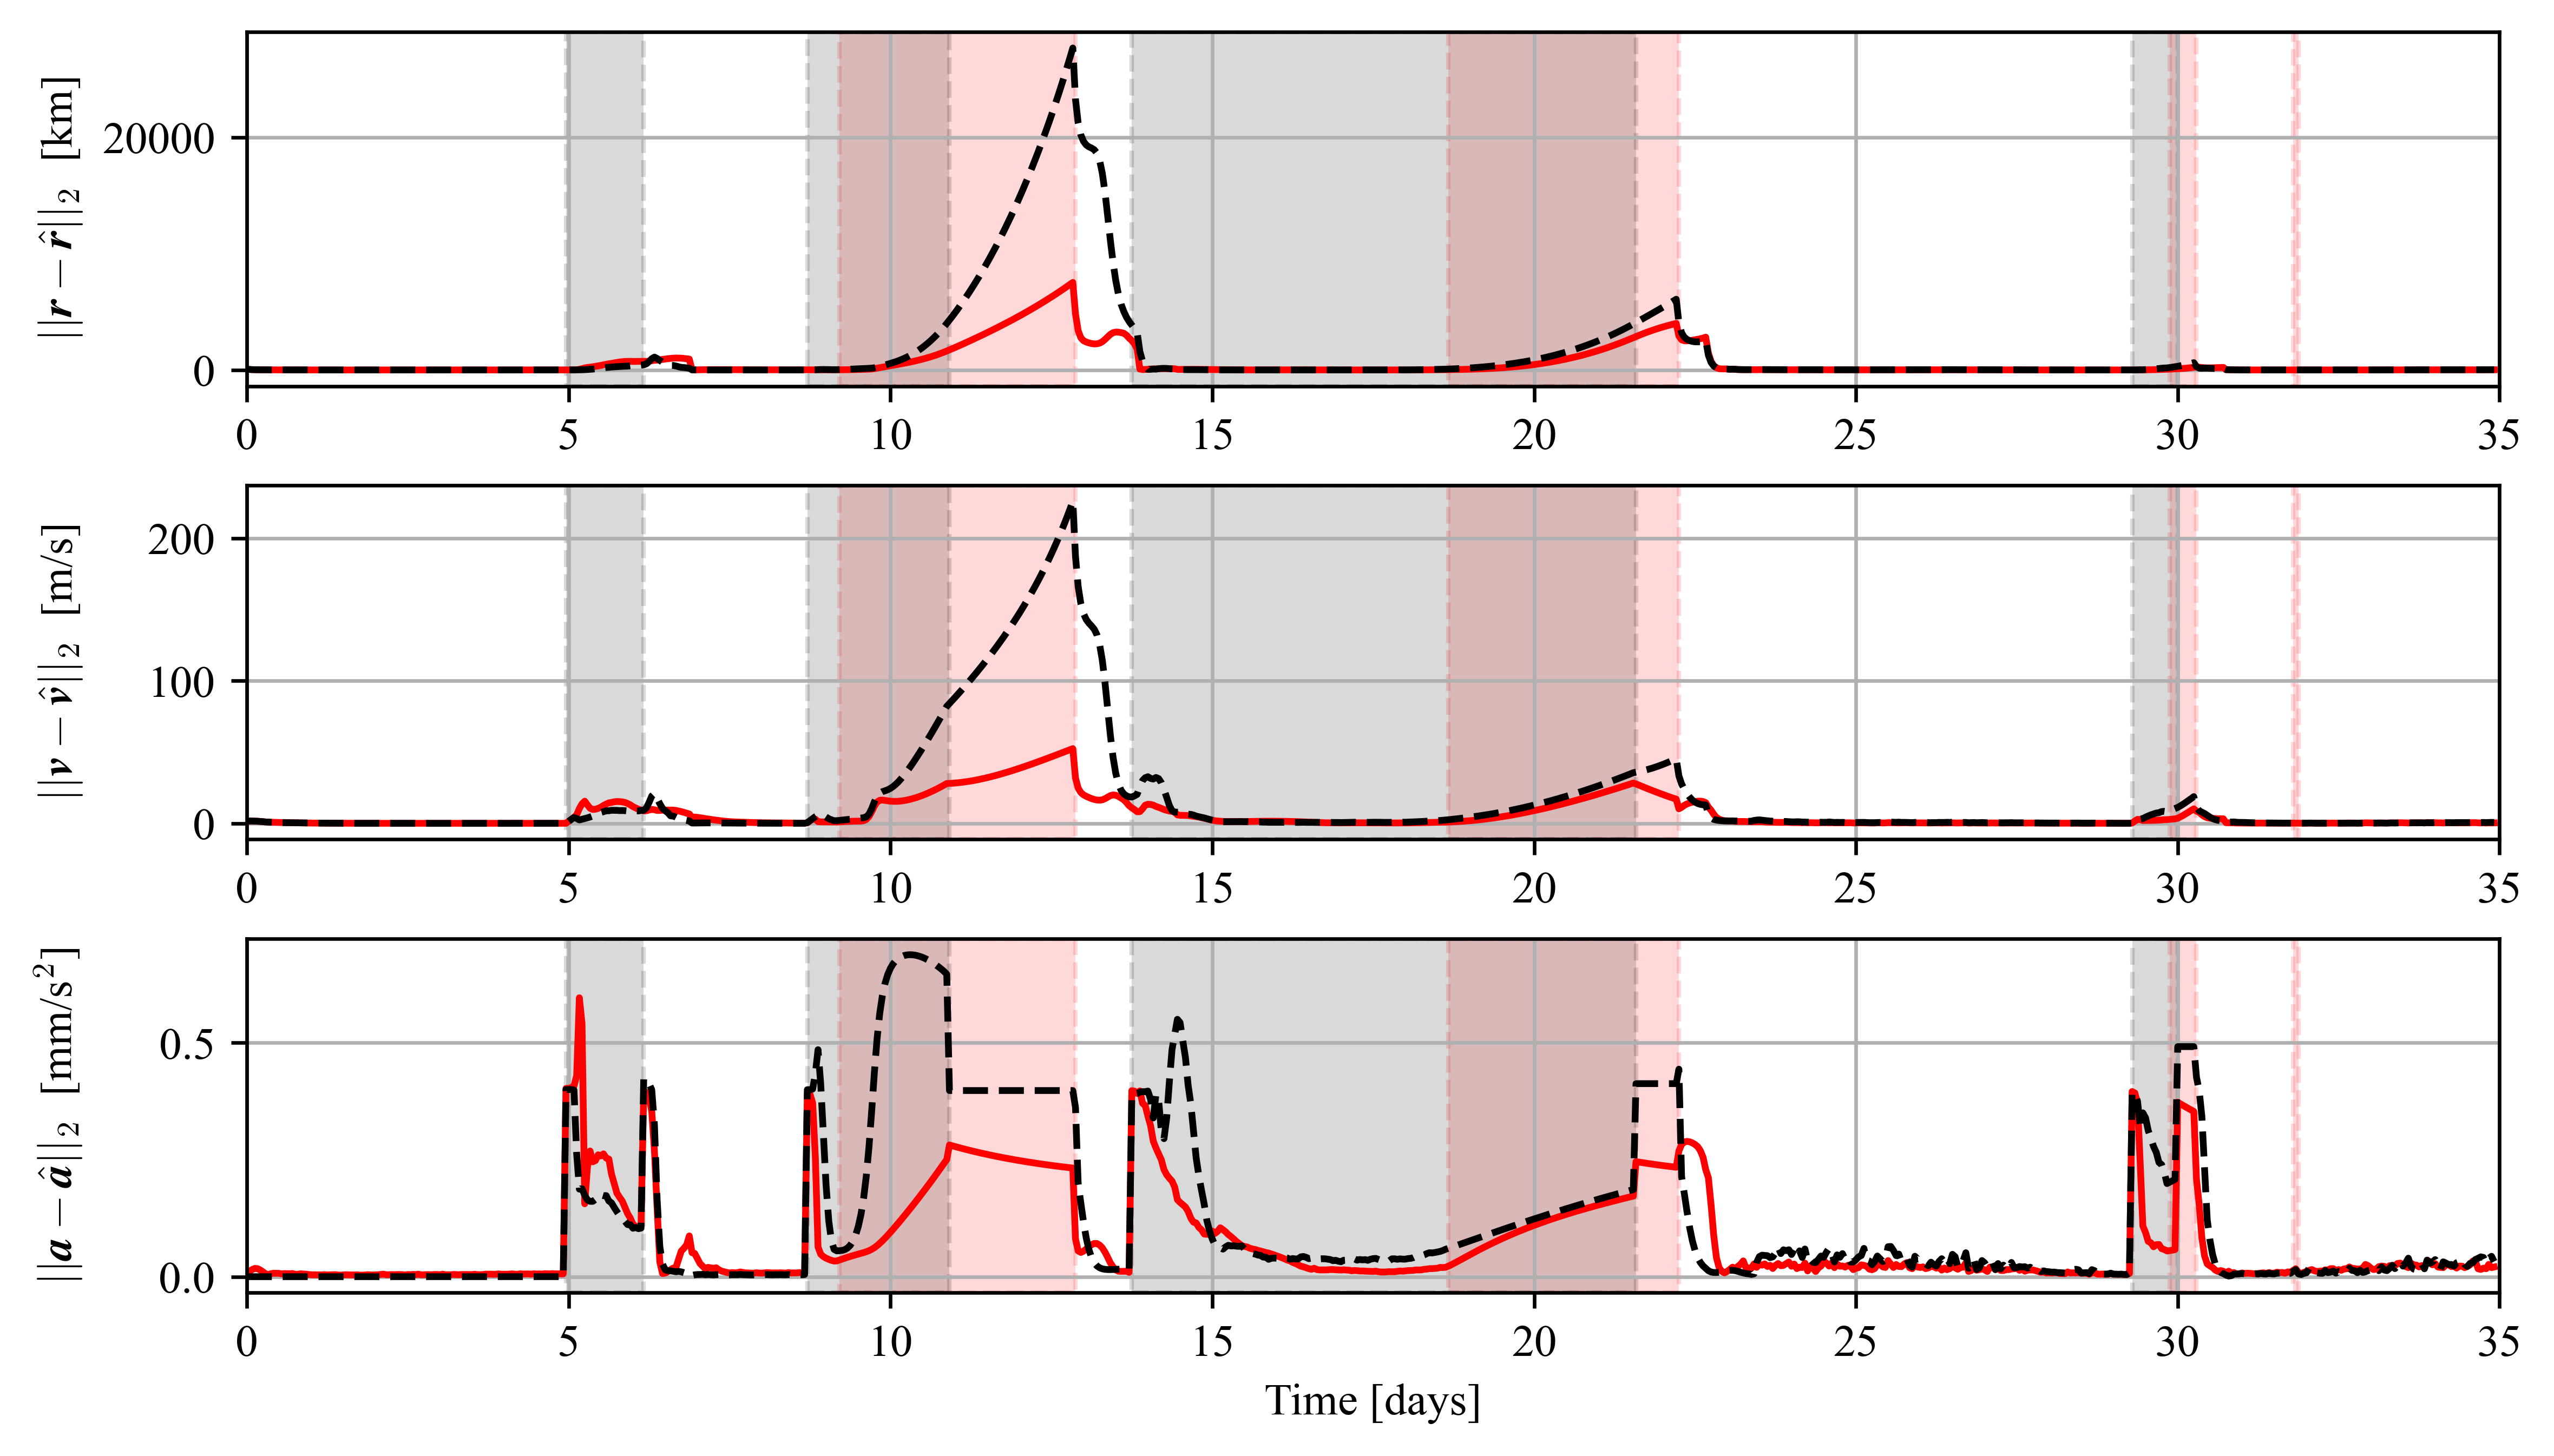 ||r − r̂||₂ [km]
20000
0
0 5 10 15 20 25 30 35
||v − v̂||₂ [m/s]
200
100
0
0 5 10 15 20 25 30 35
||a − â||₂ [mm/s²]
0.5
0.0
0 5 10 15 20 25 30 35
Time [days]